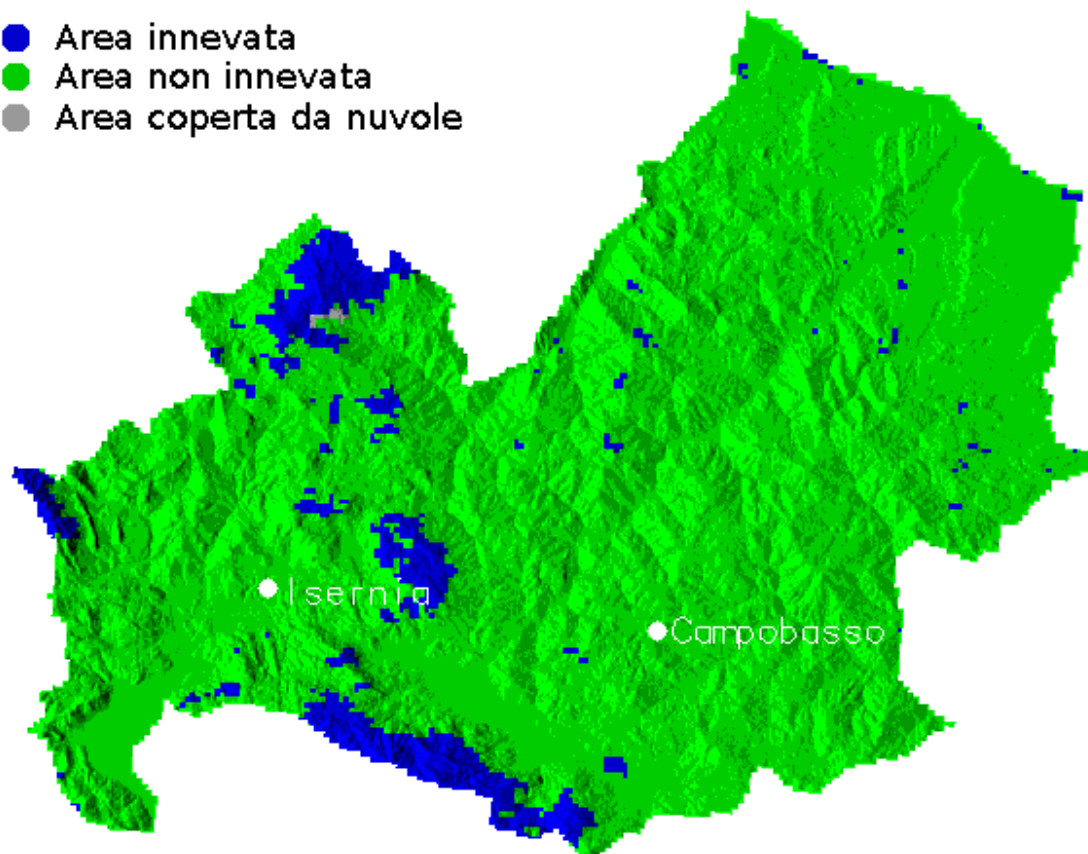 Area innevata
Area non innevata
Area coperta da nuvole
Isernia
Campobasso